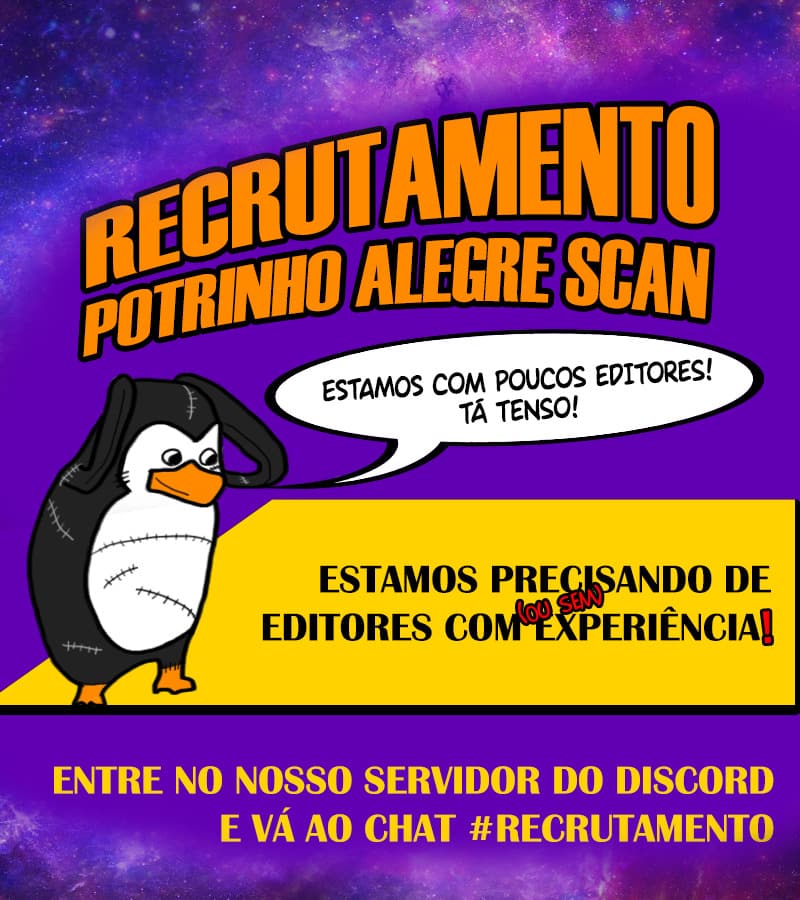 RECRUTAMENTO
POTRINHO ALEGRE SCAN
ESTAMOS COM POUCOS EDITORES!
TÁ TENSO!
ESTAMOS PRECISANDO DE
(OU SEM)
EDITORES COM EXPERIÊNCIA!
ENTRE NO NOSSO SERVIDOR DO DISCORD
E VÁ AO CHAT #RECRUTAMENTO